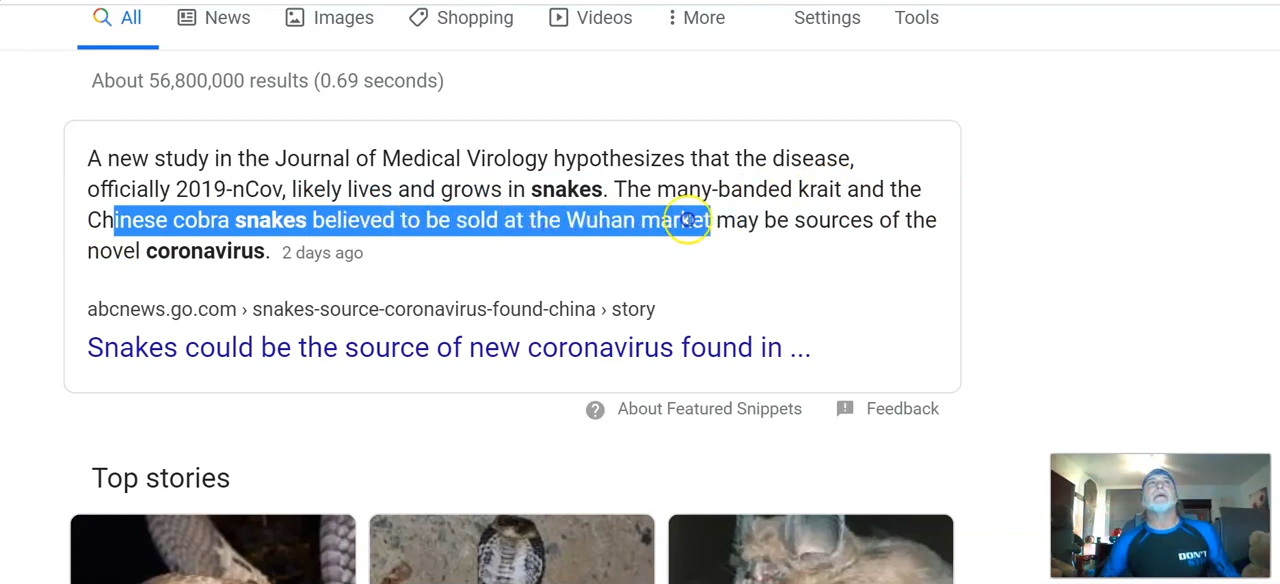 All News Images Shopping Videos More Settings Tools
About 56,800,000 results (0.69 seconds)
A new study in the Journal of Medical Virology hypothesizes that the disease,
officially 2019-nCov, likely lives and grows in snakes. The many-banded krait and the
Chinese cobra snakes believed to be sold at the Wuhan market may be sources of the
novel coronavirus. 2 days ago
abcnews.go.com › snakes-source-coronavirus-found-china › story
Snakes could be the source of new coronavirus found in ...
About Featured Snippets Feedback
Top stories
DON'T